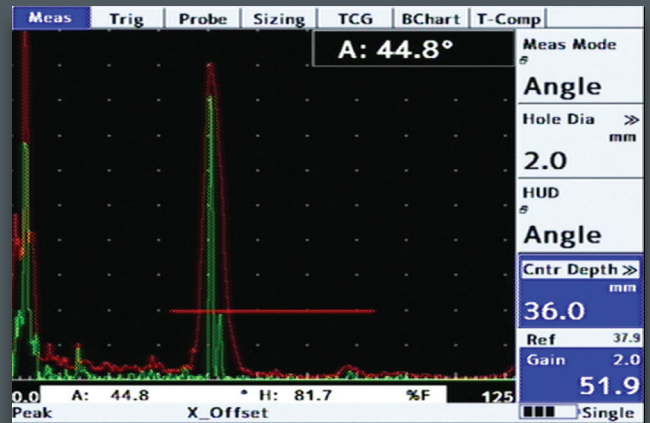 Meas Trig Probe Sizing TCG BChart T-Comp
A: 44.8°
Meas Mode
Angle
Hole Dia >>
mm
2.0
HUD
Angle
Cntr Depth >>
mm
36.0
Ref 37.9
Gain 2.0
51.9
0.0 A: 44.8 ° H: 81.7 %F 125
Peak X_Offset Single